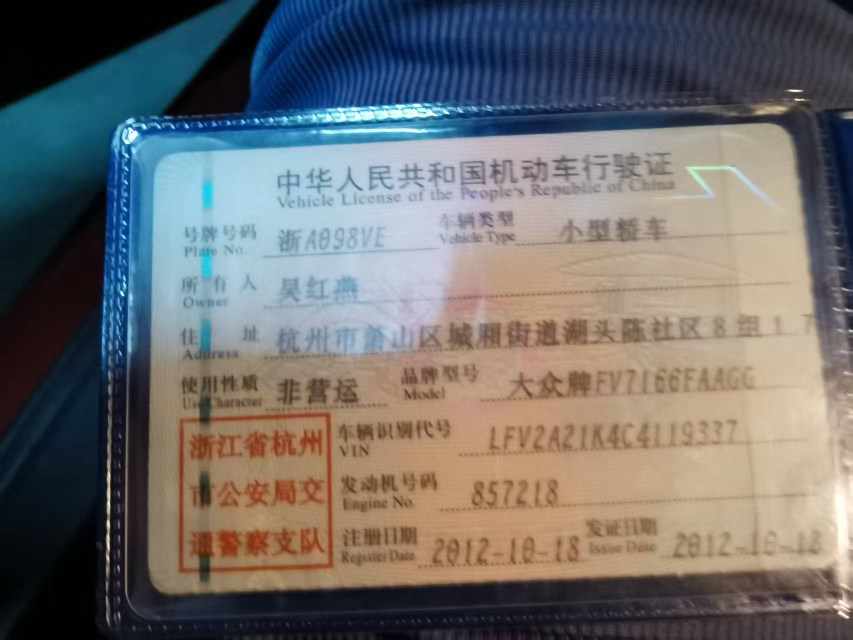 中华人民共和国机动车行驶证
Vehicle License of the People's Republic of China
号牌号码 浙A098VE 车辆类型 小型轿车
Plate No. Vehicle Type
所有人 吴红燕
Owner
住址 杭州市萧山区城厢街道湖头陈社区8组17
Address
使用性质 非营运 品牌型号 大众牌FV7166FAAGG
Use Character Model
浙江省杭州 车辆识别代号 LFV2A21K4C4119337
VIN
市公安局交 发动机号码 857218
Engine No.
通警察支队 注册日期 2012-10-18 发证日期 2012-10-18
Register Date Issue Date